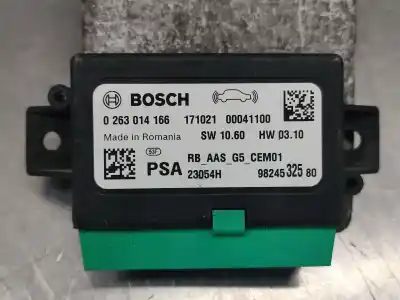 BOSCH
0 263 014 166 171021 00041100
Made in Romania SW 10.60 HW 03.10
RB_AAS_G5_CEM01
PSA 23054H 98245 325 80